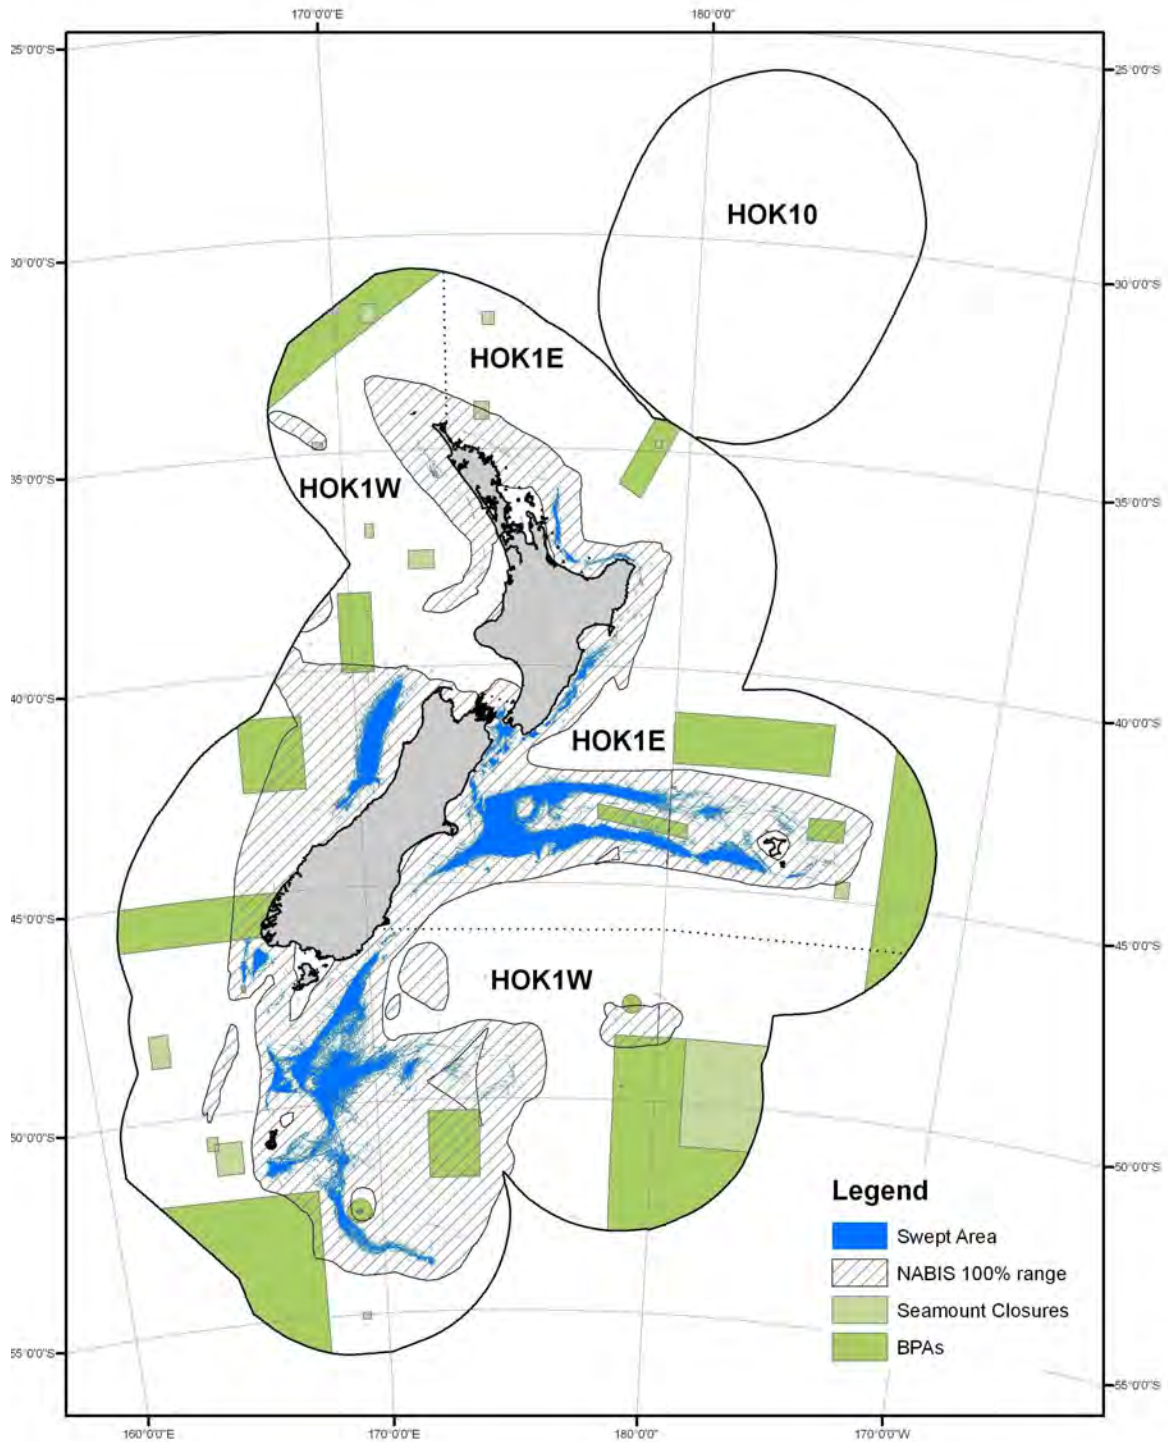 170°0'0"E 180°0'0"
25°0'0"S 25°0'0"S
HOK10
30°0'0"S 30°0'0"S
HOK1E
HOK1W
35°0'0"S 35°0'0"S
40°0'0"S 40°0'0"S
HOK1E
45°0'0"S 45°0'0"S
HOK1W
50°0'0"S 50°0'0"S
Legend
Swept Area
NABIS 100% range
Seamount Closures
BPAs
55°0'0"S 55°0'0"S
160°0'0"E 170°0'0"E 180°0'0" 170°0'0"W